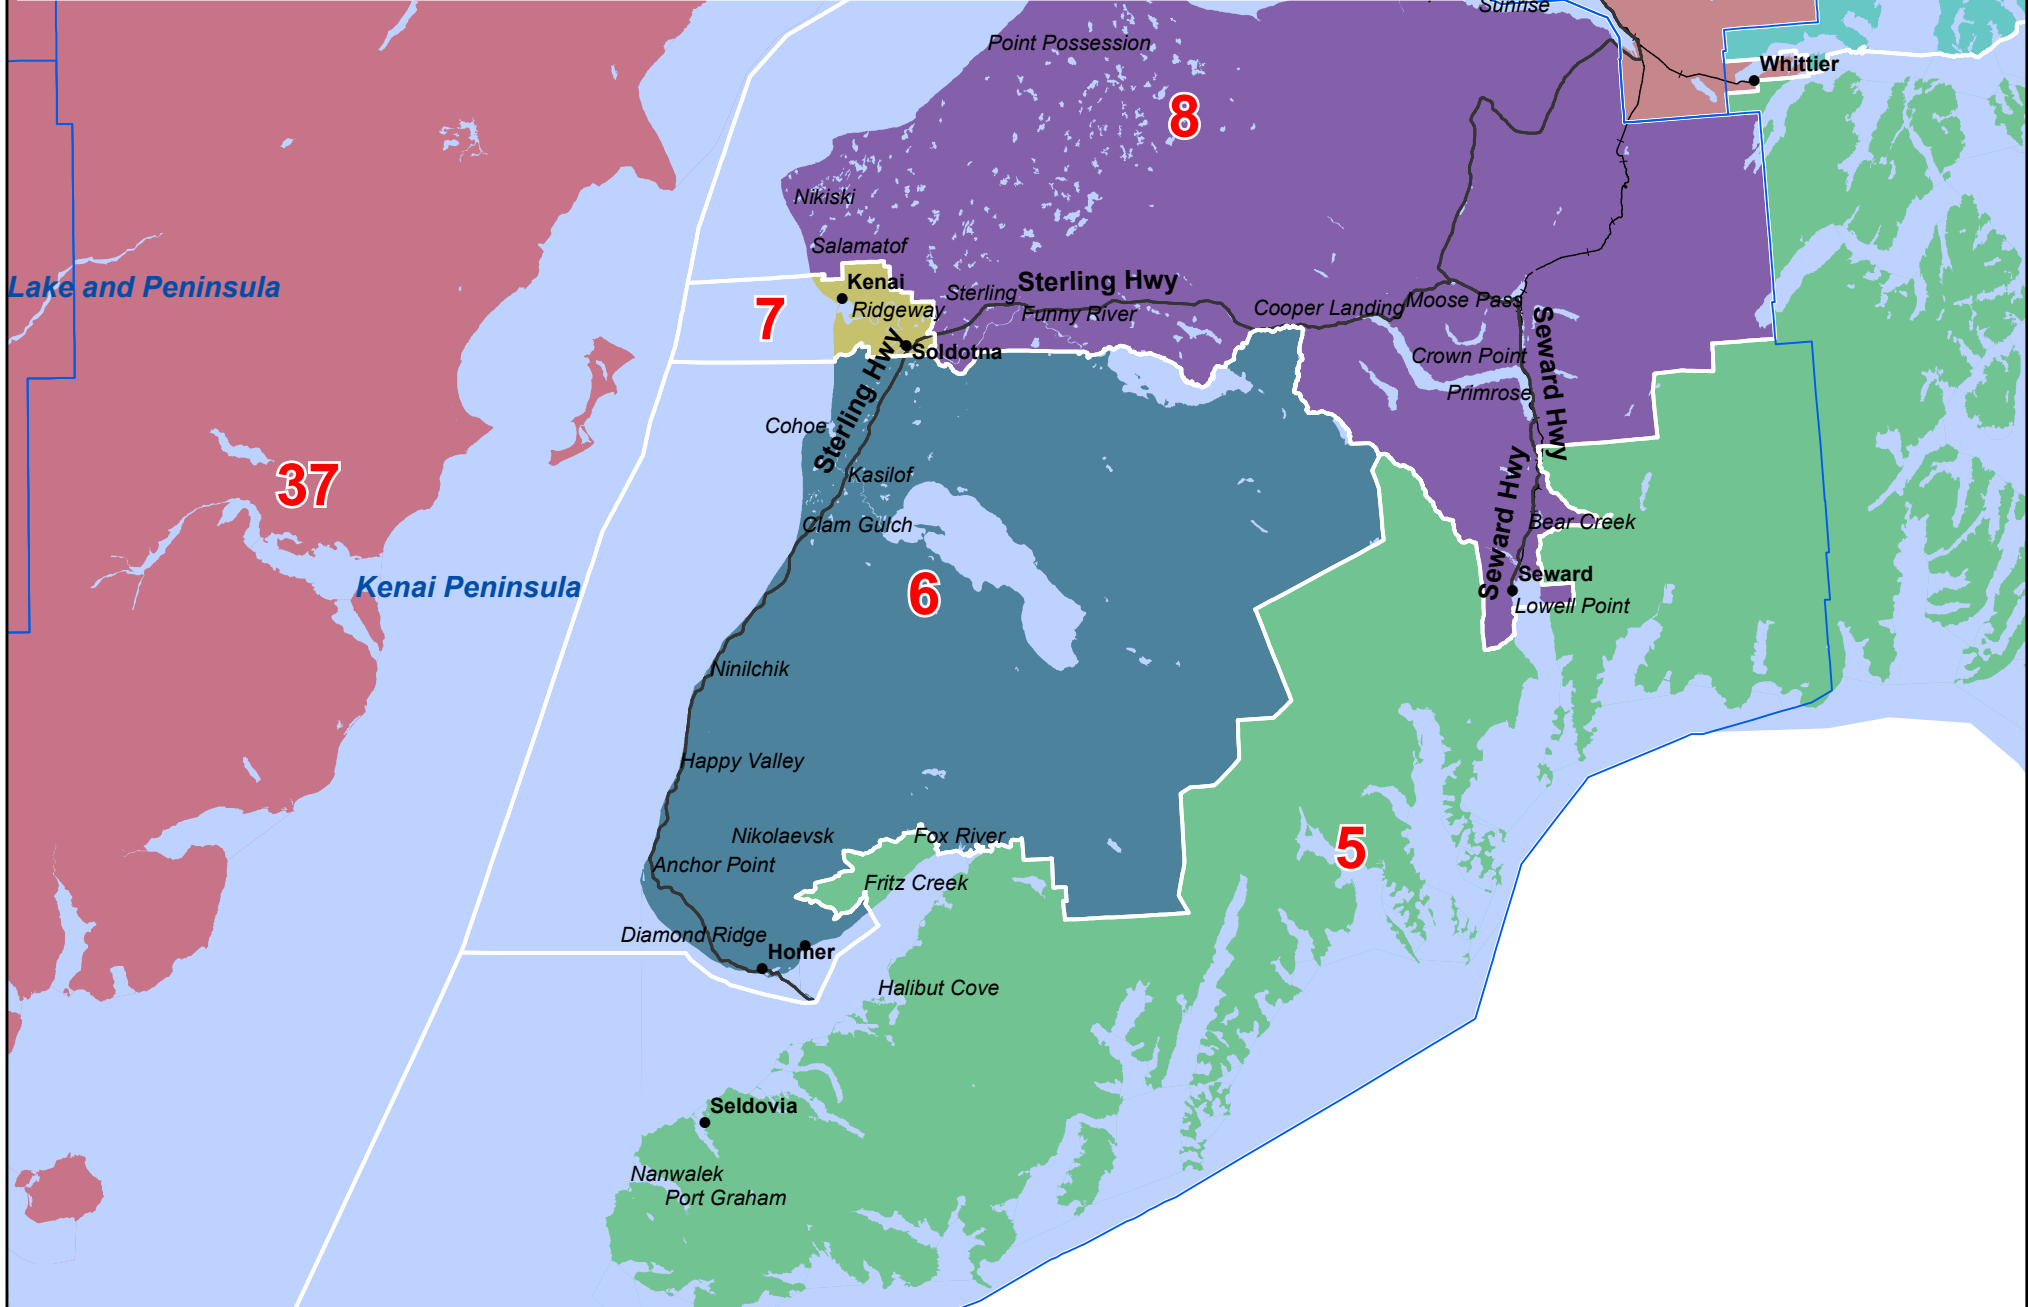 Sunrise
Point Possession
Whittier
8
Nikiski
Salamatof
Kenai
Lake and Peninsula
Sterling Hwy
Sterling
Ridgeway
7
Funny River
Cooper Landing
Moose Pass
Soldotna
Crown Point
Seward Hwy
Primrose
Sterling Hwy
Cohoe
Kasilof
37
Clam Gulch
Seward Hwy
Bear Creek
Kenai Peninsula
6
Seward
Lowell Point
Ninilchik
Happy Valley
Nikolaevsk
Fox River
5
Anchor Point
Fritz Creek
Diamond Ridge
Homer
Halibut Cove
Seldovia
Nanwalek
Port Graham